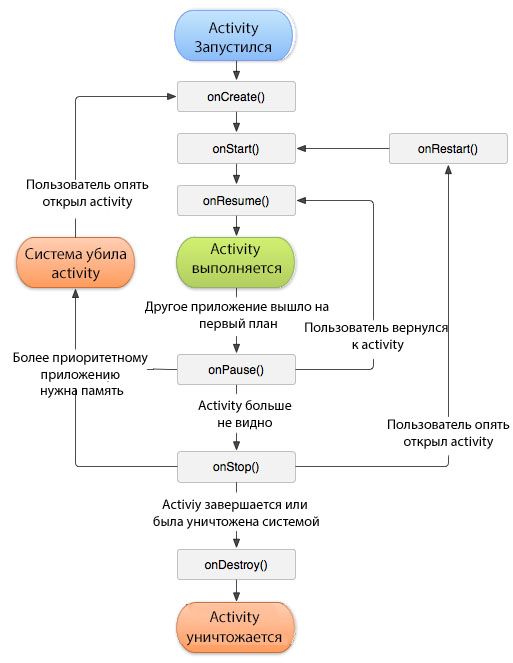 Activity
Запустился
onCreate()
onStart()
onRestart()
Пользователь опять
открыл activity
onResume()
Система убила
activity
Activity
выполняется
Другое приложение вышло на
первый план
Пользователь вернулся
к activity
Более приоритетному
приложению
нужна память
onPause()
Activity больше
не видно
Пользователь опять
открыл activity
onStop()
Activiy завершается или
была уничтожена системой
onDestroy()
Activity
уничтожается